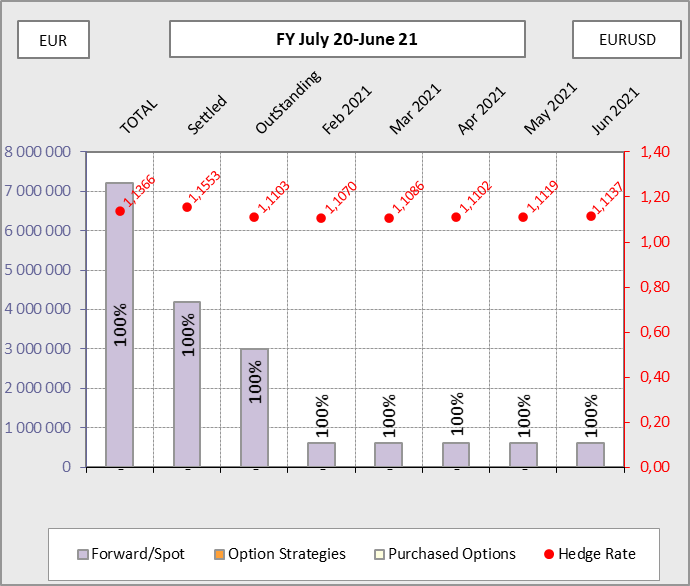 EUR
FY July 20-June 21
EURUSD
TOTAL
Settled
OutStanding
Feb 2021
Mar 2021
Apr 2021
May 2021
Jun 2021
8 000 000
7 000 000
6 000 000
5 000 000
4 000 000
3 000 000
2 000 000
1 000 000
0
1,1366
1,1553
1,1103
1,1070
1,1086
1,1102
1,1119
1,1137
100%
100%
100%
100%
100%
100%
100%
100%
1,40
1,20
1,00
0,80
0,60
0,40
0,20
0,00
- - - - - - - -
Forward/Spot
Option Strategies
Purchased Options
Hedge Rate